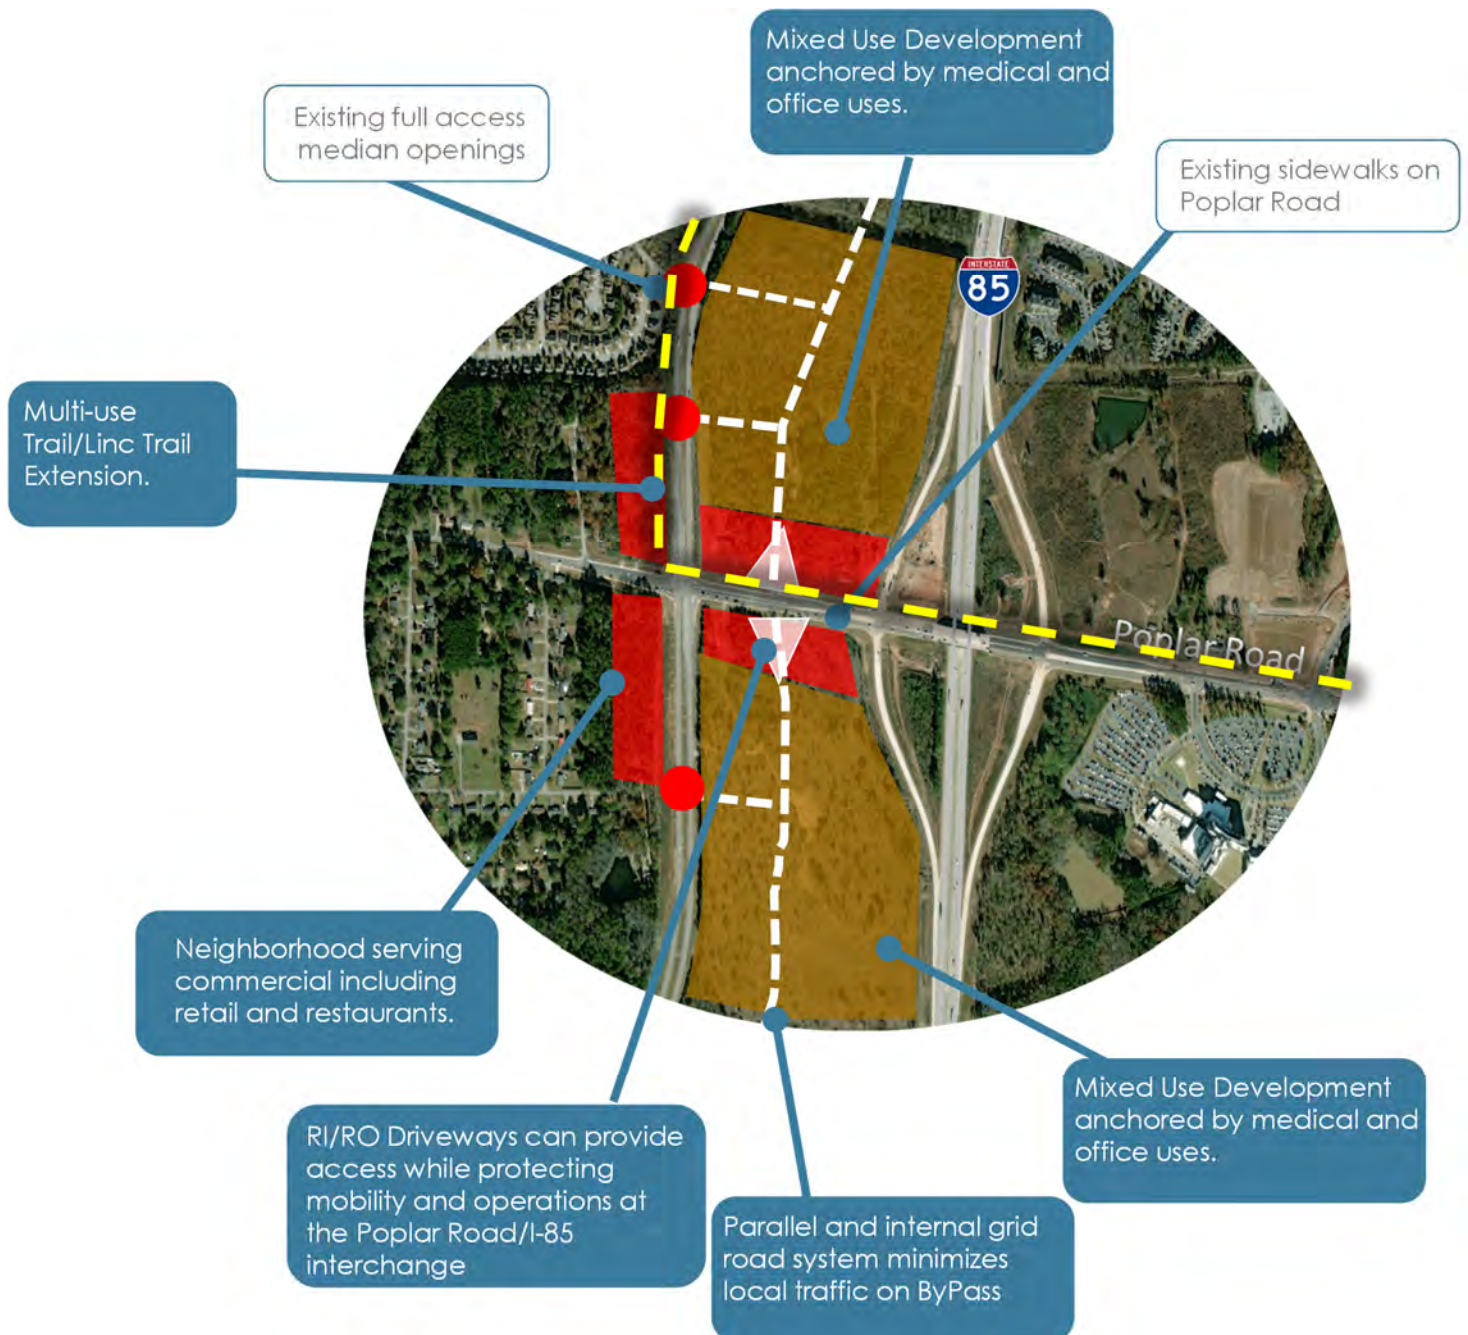 Mixed Use Development
anchored by medical and
office uses.
Existing full access
median openings
Existing sidewalks on
Poplar Road
INTERSTATE
85
Multi-use
Trail/Linc Trail
Extension.
Poplar Road
Neighborhood serving
commercial including
retail and restaurants.
RI/RO Driveways can provide
access while protecting
mobility and operations at
the Poplar Road/I-85
interchange
Parallel and internal grid
road system minimizes
local traffic on ByPass
Mixed Use Development
anchored by medical and
office uses.